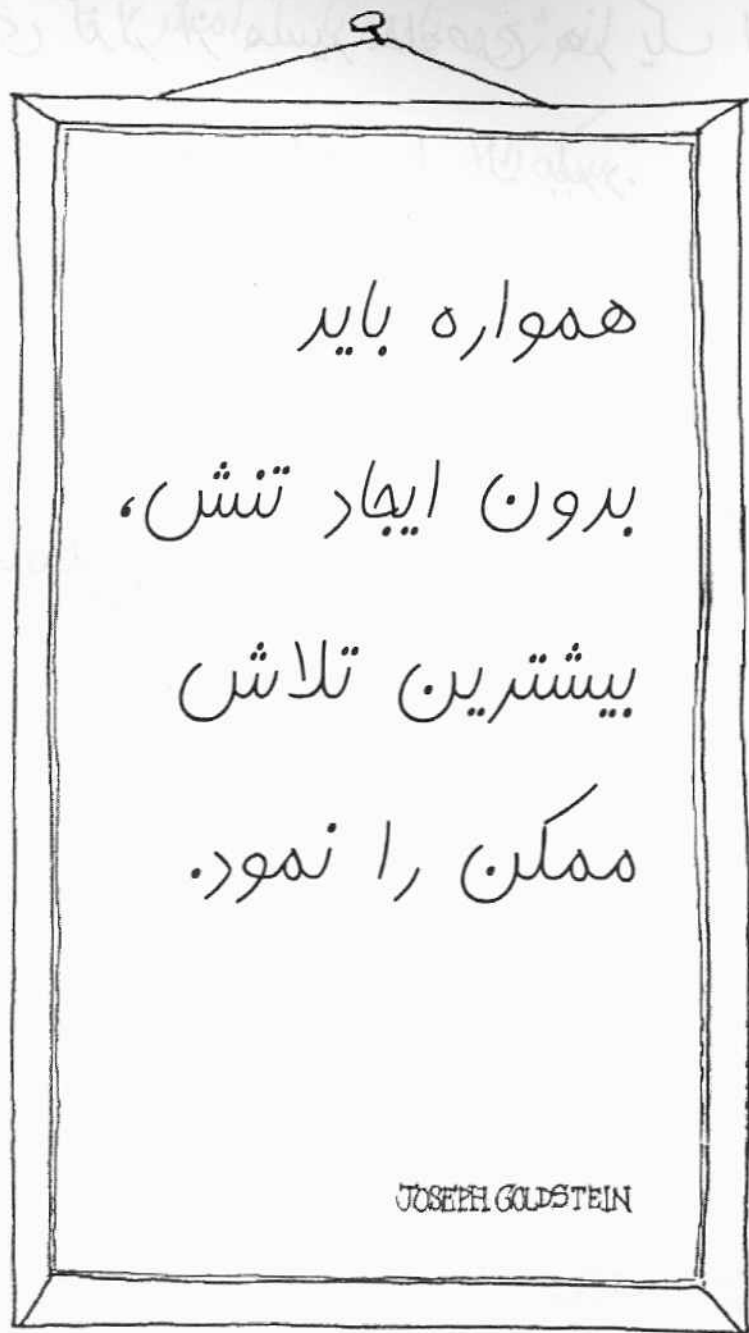 همواره باید
بدون ایجاد تنش،
بیشترین تلاش
ممکن را نمود.
JOSEPH GOLDSTEIN